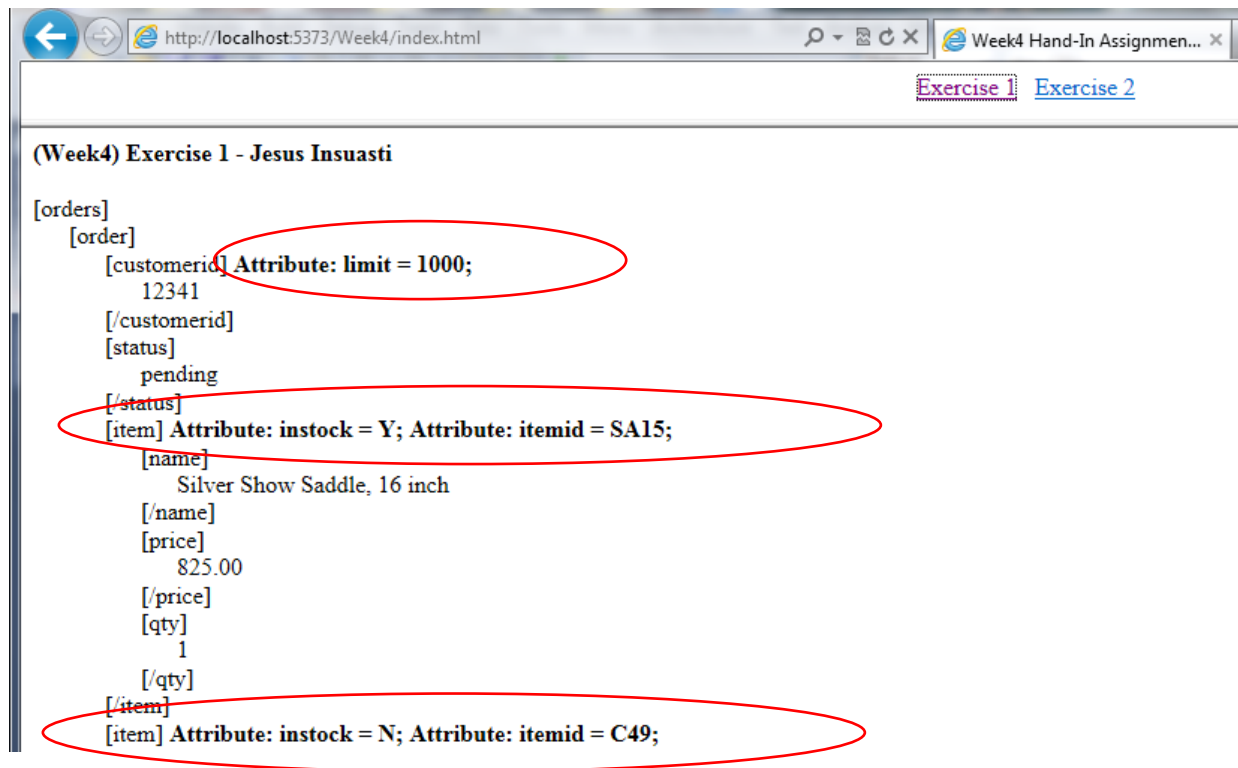 http://localhost:5373/Week4/index.html
Week4 Hand-In Assignmen...
Exercise 1 Exercise 2
(Week4) Exercise 1 - Jesus Insuasti
[orders]
[order]
[customerid] Attribute: limit = 1000;
12341
[/customerid]
[status]
pending
[/status]
[item] Attribute: instock = Y; Attribute: itemid = SA15;
[name]
Silver Show Saddle, 16 inch
[/name]
[price]
825.00
[/price]
[qty]
1
[/qty]
[/item]
[item] Attribute: instock = N; Attribute: itemid = C49;